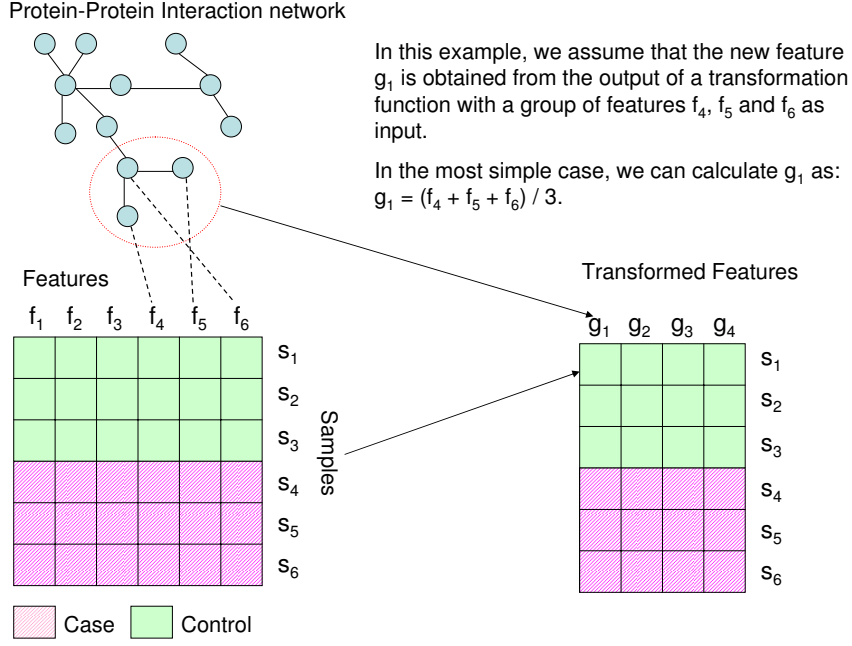 Protein-Protein Interaction network
In this example, we assume that the new feature
g₁ is obtained from the output of a transformation
function with a group of features f₄, f₅ and f₆ as
input.
In the most simple case, we can calculate g₁ as:
g₁ = (f₄ + f₅ + f₆) / 3.
Features
f₁ f₂ f₃ f₄ f₅ f₆
s₁
s₂
s₃
s₄
s₅
s₆
Samples
Transformed Features
g₁ g₂ g₃ g₄
s₁
s₂
s₃
s₄
s₅
s₆
Case
Control